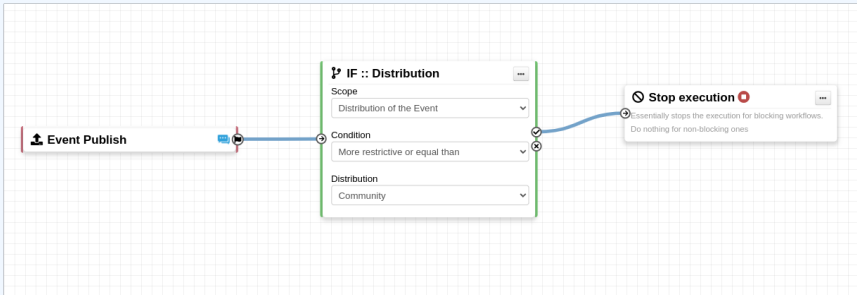 Event Publish
IF :: Distribution
Scope
Distribution of the Event
Condition
More restrictive or equal than
Distribution
Community
Stop execution
Essentially stops the execution for blocking workflows.
Do nothing for non-blocking ones